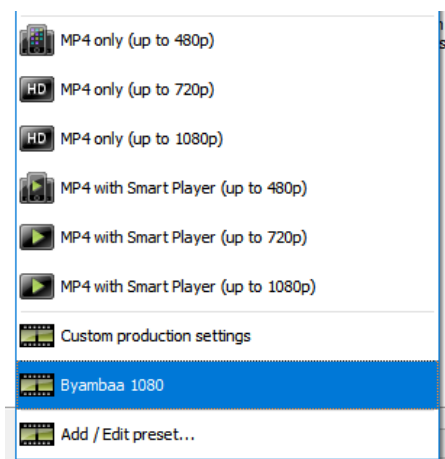 MP4 only (up to 480p)
HD MP4 only (up to 720p)
HD MP4 only (up to 1080p)
MP4 with Smart Player (up to 480p)
MP4 with Smart Player (up to 720p)
MP4 with Smart Player (up to 1080p)
Custom production settings
Byambaa 1080
Add / Edit preset...